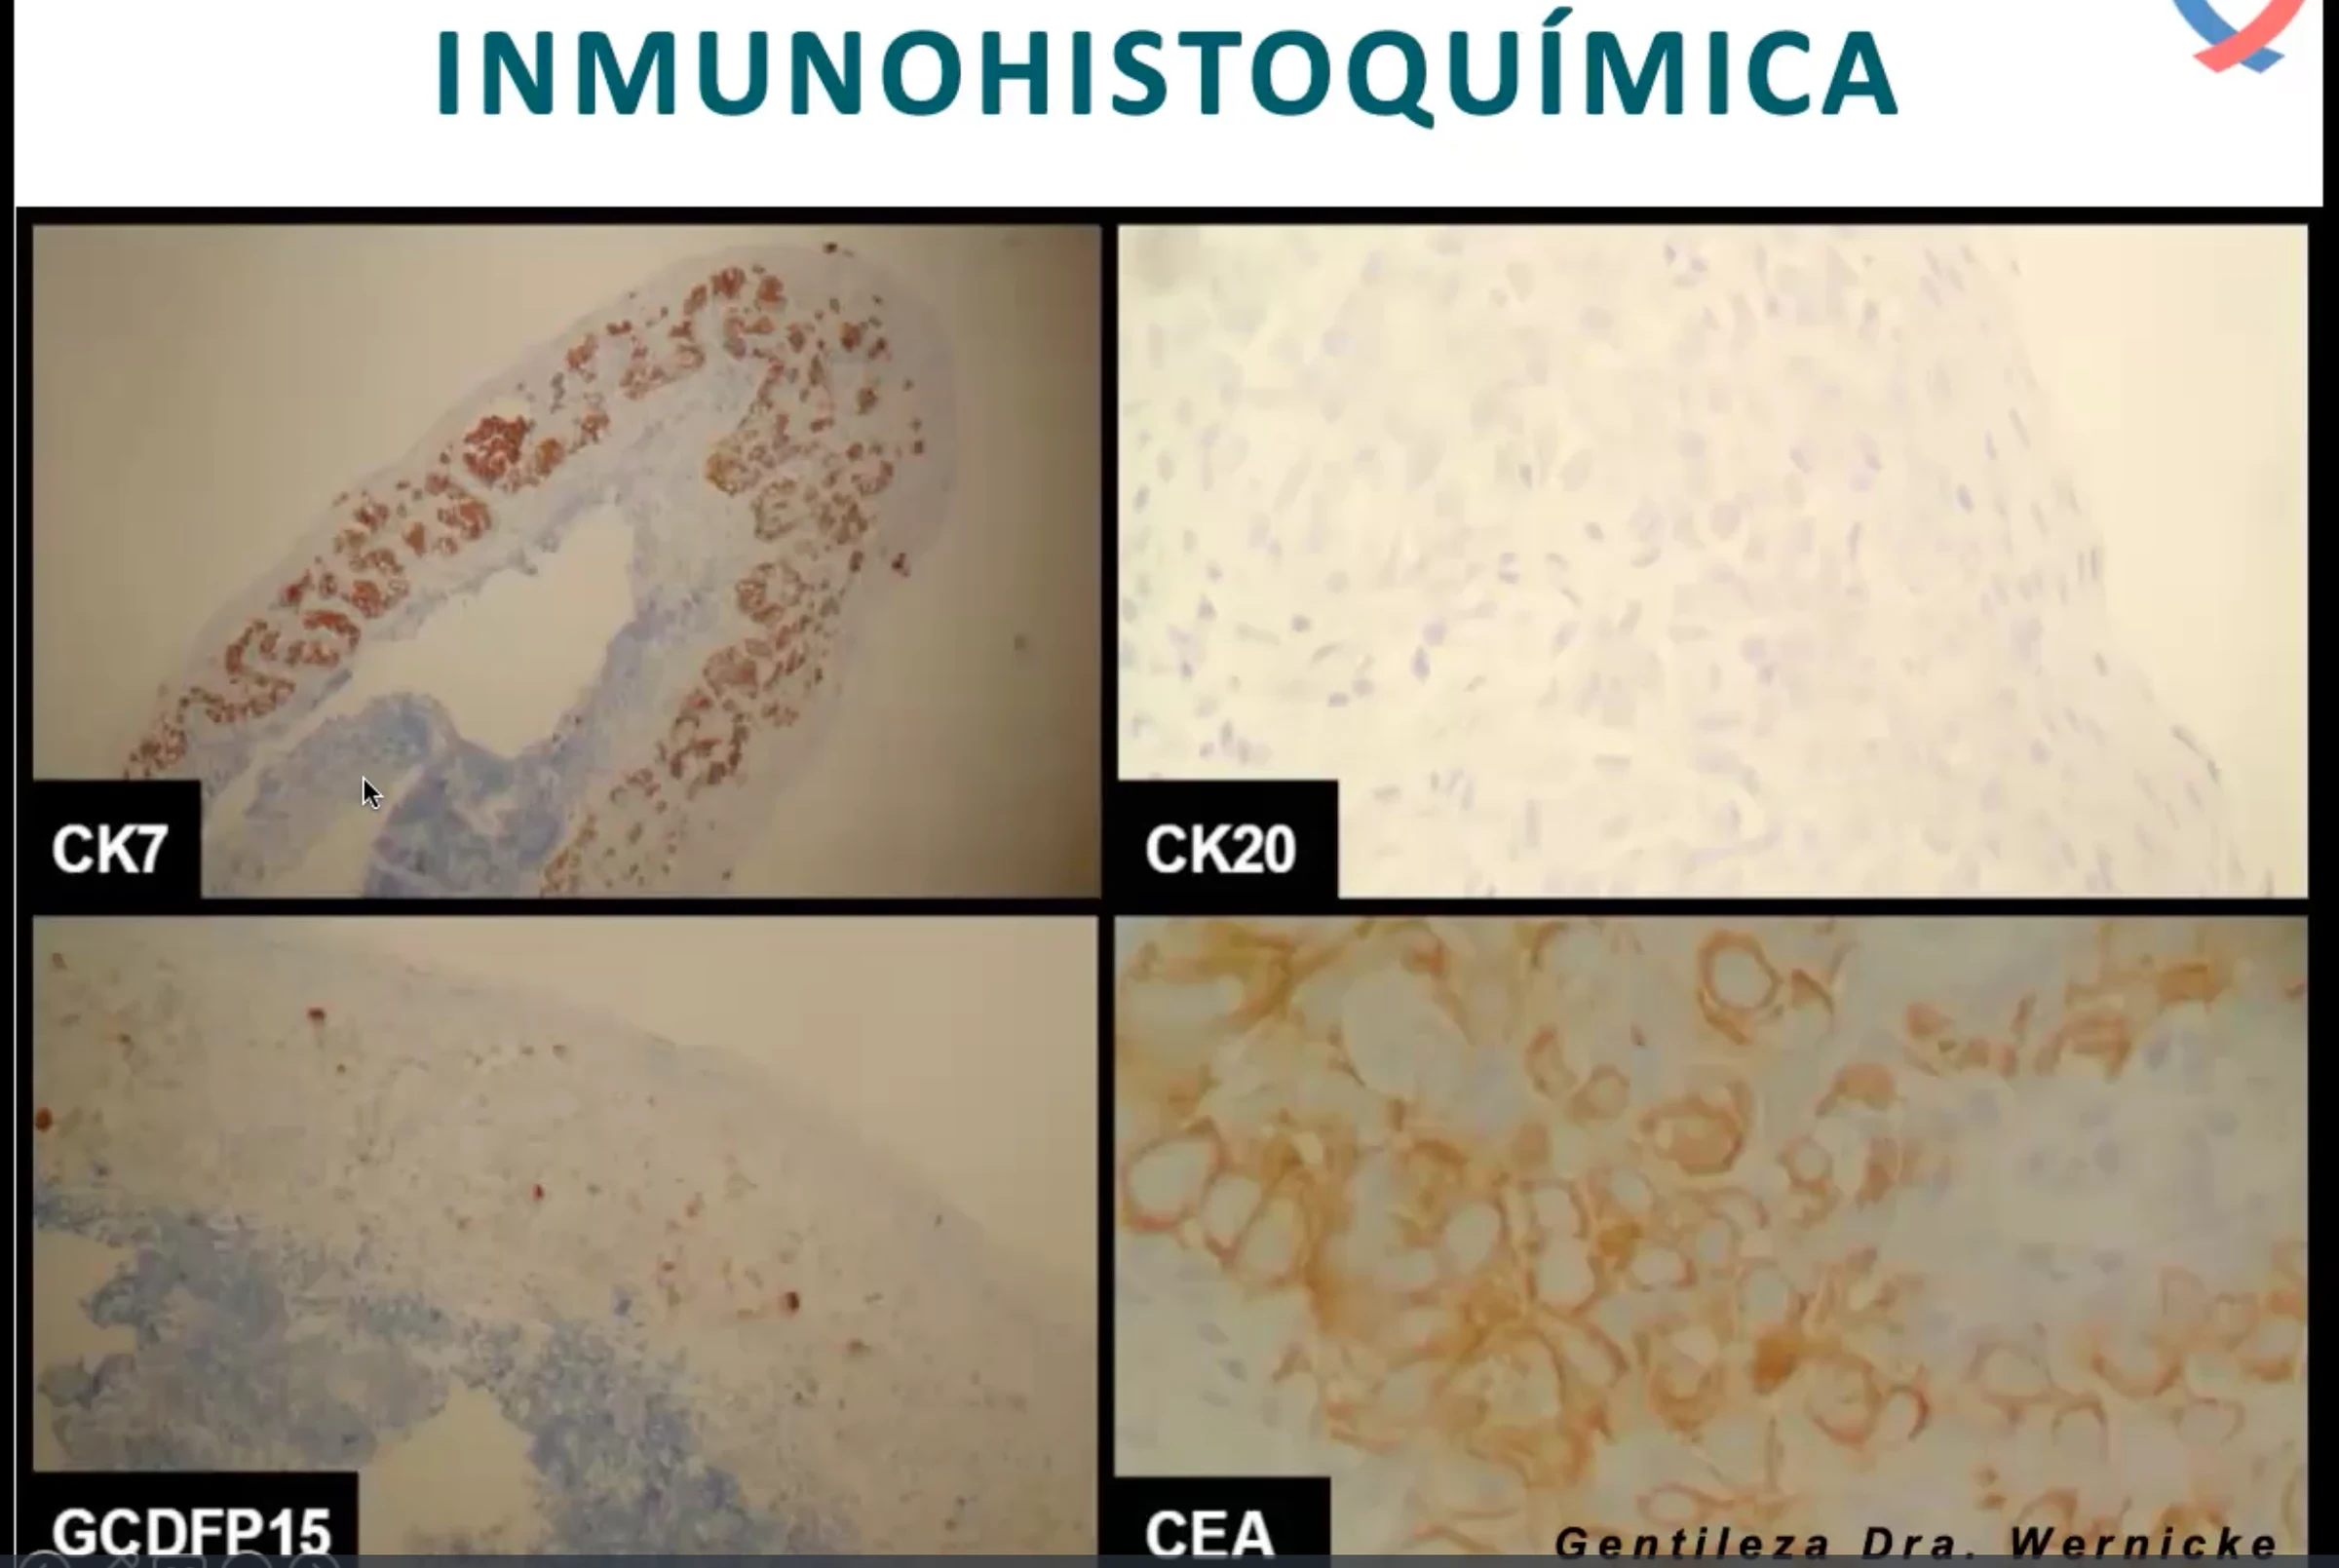 INMUNOHISTOQUÍMICA
CK7
CK20
GCDFP15
CEA
Gentileza Dra. Wernicke